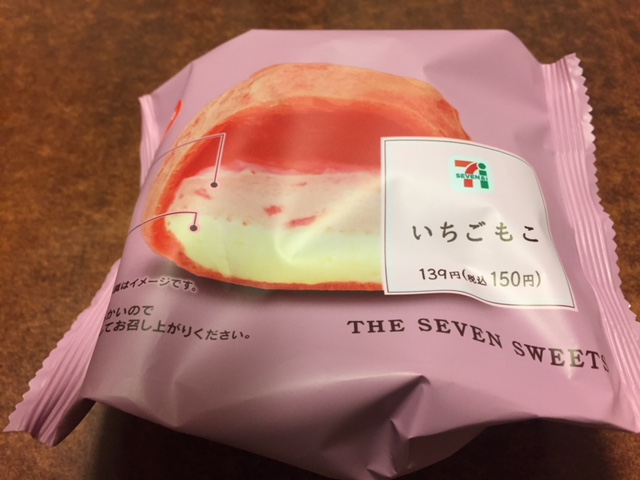 SEVEN&i
いちごもこ
139円(税込150円)
はイメージです。
かいので
てお召し上がりください。
THE SEVEN SWEETS